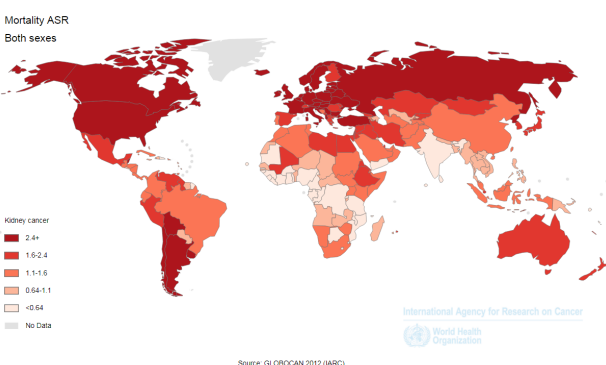 Mortality ASR
Both sexes
Kidney cancer
2.4+
1.6-2.4
1.1-1.6
0.64-1.1
<0.64
No Data
International Agency for Research on Cancer
World Health
Organization
Source: GLOBOCAN 2012 (IARC)